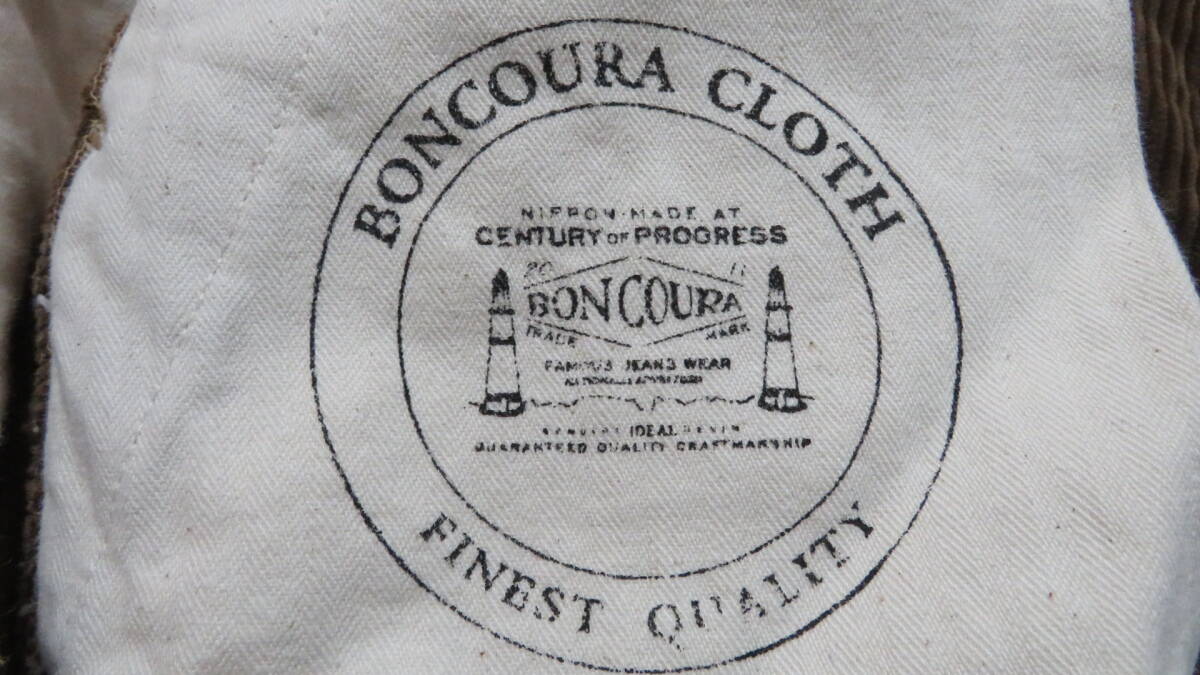 BONCOURA CLOTH
NIPPON-MADE AT
CENTURY OF PROGRESS
20 11
BONCOURA
TRADE MARK
FAMOUS JEANS WEAR
IDEAL
GUARANTEED QUALITY CRAFTMANSHIP
FINEST QUALITY